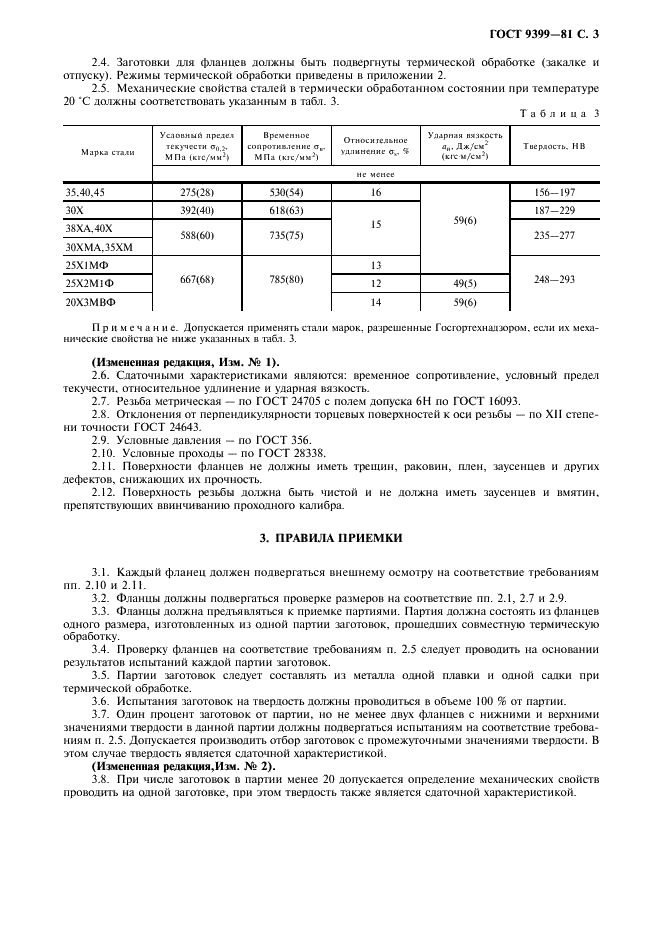 ГОСТ 9399—81 С. 3
2.4. Заготовки для фланцев должны быть подвергнуты термической обработке (закалке и
отпуску). Режимы термической обработки приведены в приложении 2.
2.5. Механические свойства сталей в термически обработанном состоянии при температуре
20 °С должны соответствовать указанным в табл. 3.
Таблица 3
Марка стали | Условный предел текучести σ0,2, МПа (кгс/мм²) | Временное сопротивление σв, МПа (кгс/мм²) | Относительное удлинение σ5, % | Ударная вязкость aн, Дж/см² (кгс·м/см²) | Твердость, НВ
не менее
35,40,45 | 275(28) | 530(54) | 16 | 59(6) | 156—197
30Х | 392(40) | 618(63) | 15 | 187—229
38ХА,40Х | 588(60) | 735(75) | 235—277
30ХМА,35ХМ
25Х1МФ | 667(68) | 785(80) | 13 | 248—293
25Х2М1Ф | 12 | 49(5)
20Х3МВФ | 14 | 59(6)
Примечание. Допускается применять стали марок, разрешенные Госгортехнадзором, если их меха-
нические свойства не ниже указанных в табл. 3.
(Измененная редакция, Изм. № 1).
2.6. Сдаточными характеристиками являются: временное сопротивление, условный предел
текучести, относительное удлинение и ударная вязкость.
2.7. Резьба метрическая — по ГОСТ 24705 с полем допуска 6Н по ГОСТ 16093.
2.8. Отклонения от перпендикулярности торцевых поверхностей к оси резьбы — по XII степе-
ни точности ГОСТ 24643.
2.9. Условные давления — по ГОСТ 356.
2.10. Условные проходы — по ГОСТ 28338.
2.11. Поверхности фланцев не должны иметь трещин, раковин, плен, заусенцев и других
дефектов, снижающих их прочность.
2.12. Поверхность резьбы должна быть чистой и не должна иметь заусенцев и вмятин,
препятствующих ввинчиванию проходного калибра.
3. ПРАВИЛА ПРИЕМКИ
3.1. Каждый фланец должен подвергаться внешнему осмотру на соответствие требованиям
пп. 2.10 и 2.11.
3.2. Фланцы должны подвергаться проверке размеров на соответствие пп. 2.1, 2.7 и 2.9.
3.3. Фланцы должна предъявляться к приемке партиями. Партия должна состоять из фланцев
одного размера, изготовленных из одной партии заготовок, прошедших совместную термическую
обработку.
3.4. Проверку фланцев на соответствие требованиям п. 2.5 следует проводить на основании
результатов испытаний каждой партии заготовок.
3.5. Партии заготовок следует составлять из металла одной плавки и одной садки при
термической обработке.
3.6. Испытания заготовок на твердость должны проводиться в объеме 100 % от партии.
3.7. Один процент заготовок от партии, но не менее двух фланцев с нижними и верхними
значениями твердости в данной партии должны подвергаться испытаниям на соответствие требова-
ниям п. 2.5. Допускается производить отбор заготовок с промежуточными значениями твердости. В
этом случае твердость является сдаточной характеристикой.
(Измененная редакция,Изм. № 2).
3.8. При числе заготовок в партии менее 20 допускается определение механических свойств
проводить на одной заготовке, при этом твердость также является сдаточной характеристикой.